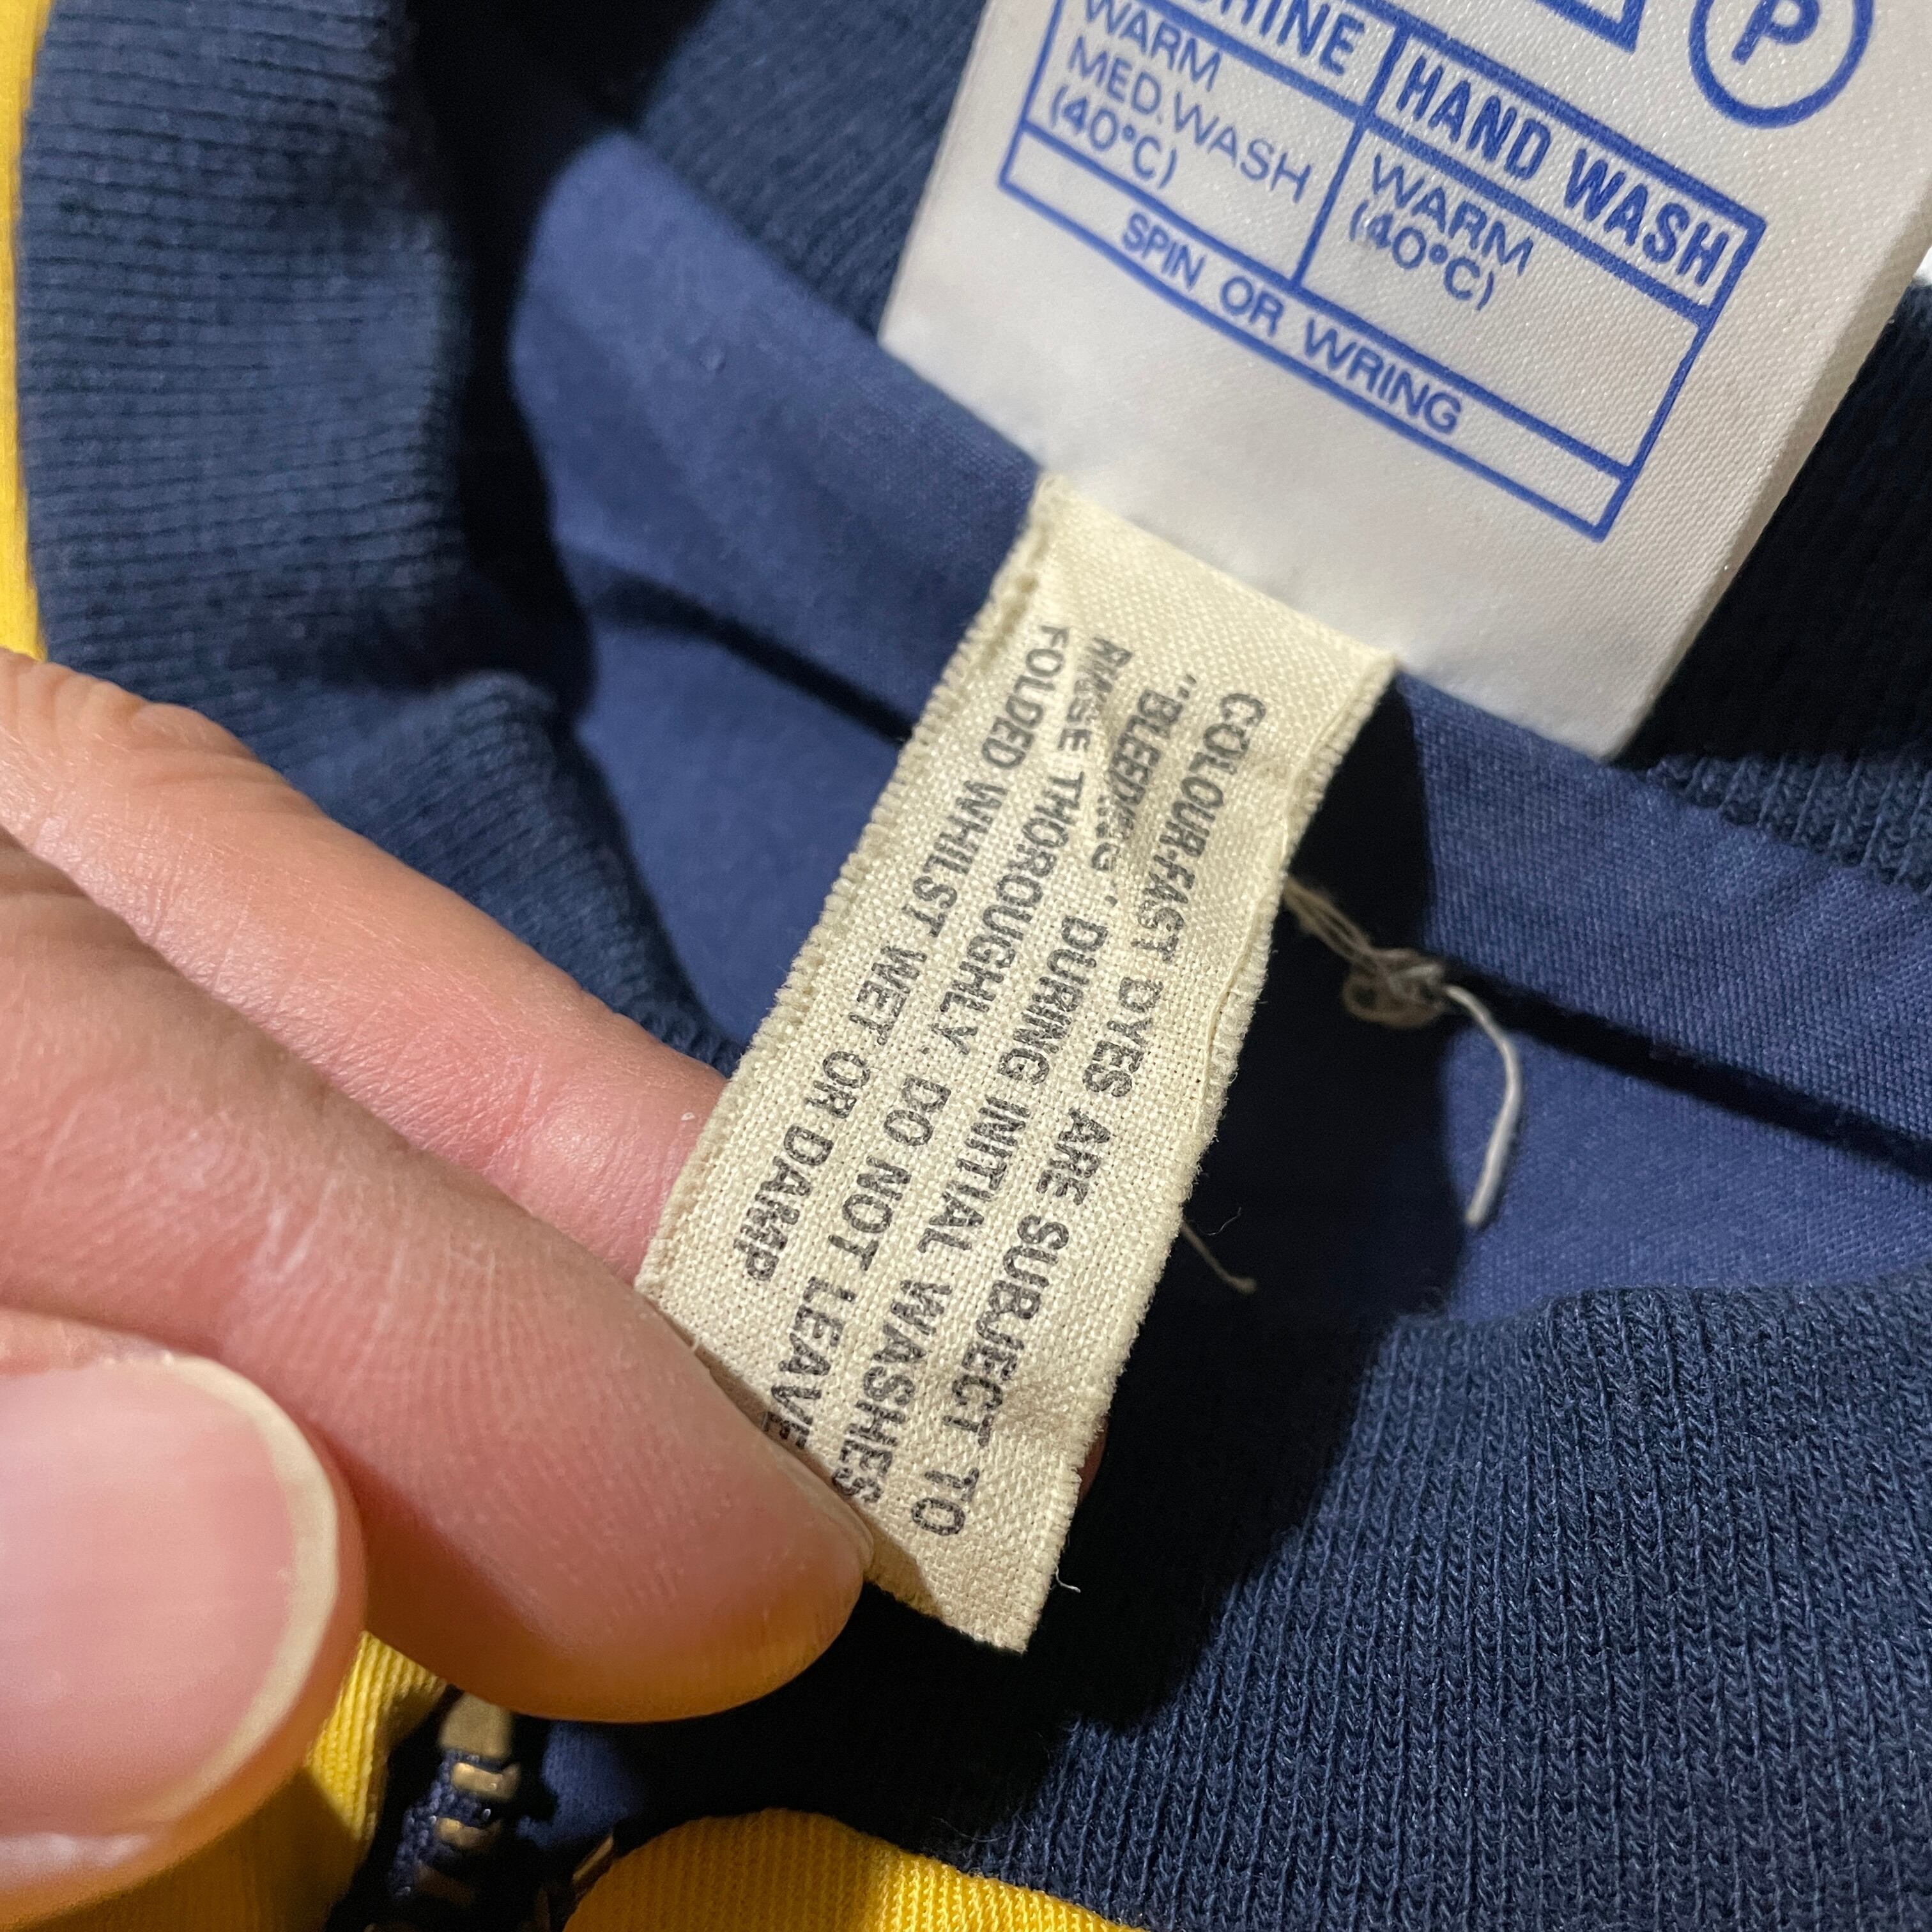 P
HAND WASH
WARM
MED.WASH
(40°C)
WARM
(40°C)
SPIN OR WRING
COLOUR-FAST DYES ARE SUBJECT TO
"BLEEDING" DURING INITIAL WASHES
RINSE THOROUGHLY. DO NOT LEAVE
FOLDED WHILST WET OR DAMP